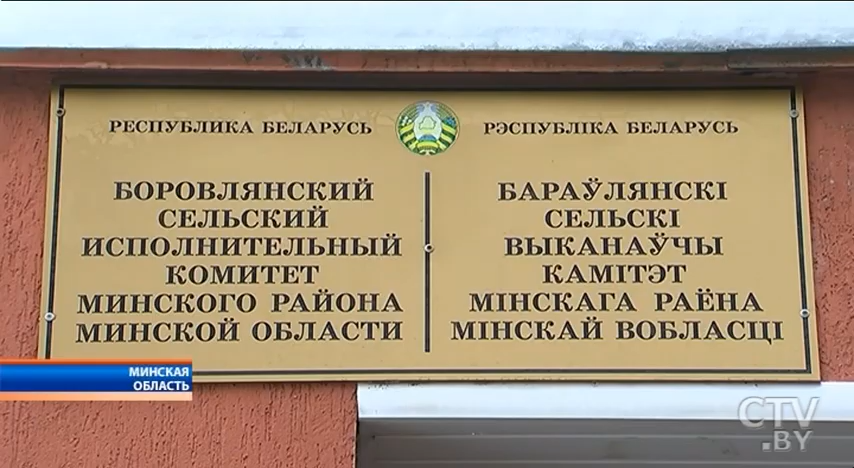 РЕСПУБЛИКА БЕЛАРУСЬ
БОРОВЛЯНСКИЙ
СЕЛЬСКИЙ
ИСПОЛНИТЕЛЬНЫЙ
КОМИТЕТ
МИНСКОГО РАЙОНА
МИНСКОЙ ОБЛАСТИ
РЭСПУБЛІКА БЕЛАРУСЬ
БАРАЎЛЯНСКІ
СЕЛЬСКІ
ВЫКАНАЎЧЫ
КАМІТЭТ
МІНСКАГА РАЁНА
МІНСКАЙ ВОБЛАСЦІ
МИНСКАЯ
ОБЛАСТЬ
CTV
.BY